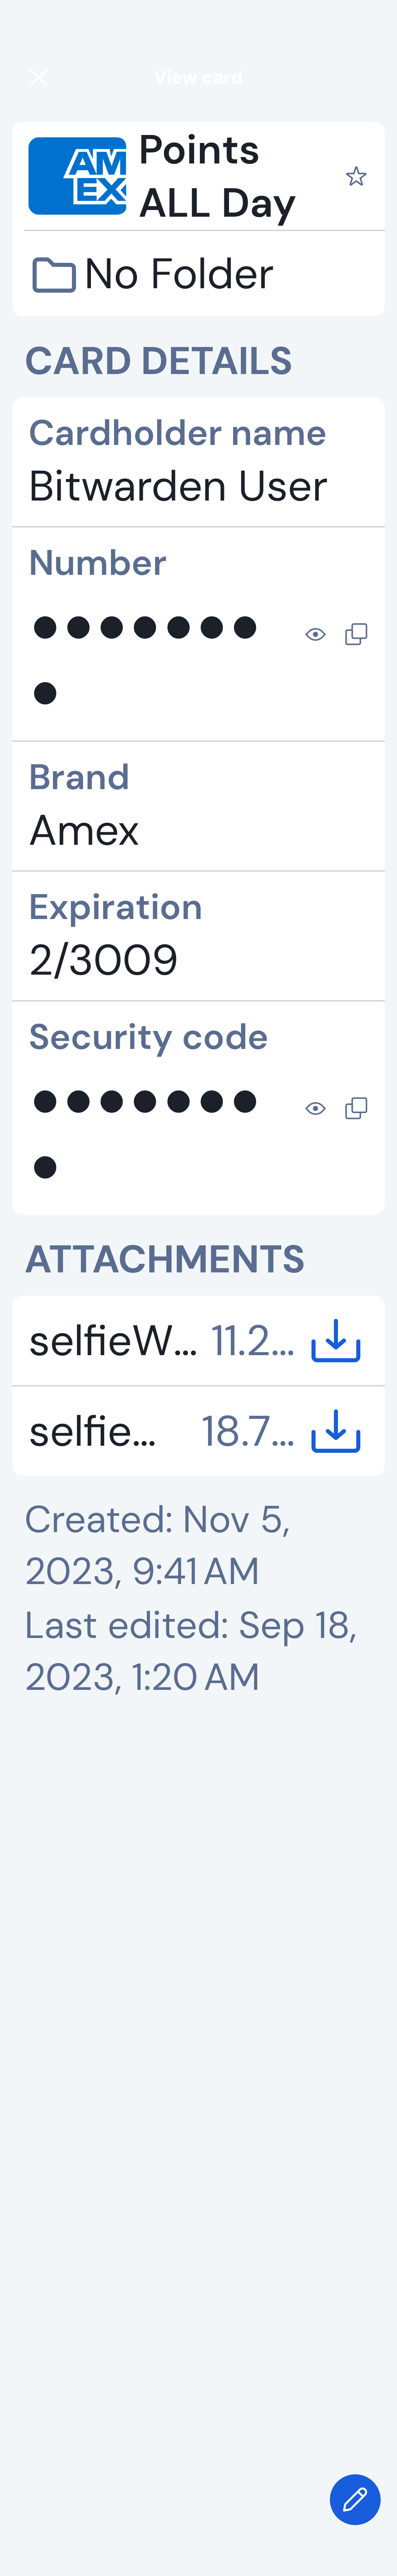 View card
AM
EX
Points
ALL Day
No Folder
CARD DETAILS
Cardholder name
Bitwarden User
Number
●●●●●●●
●
Brand
Amex
Expiration
2/3009
Security code
●●●●●●●
●
ATTACHMENTS
selfieW... 11.2...
selfie... 18.7...
Created: Nov 5,
2023, 9:41 AM
Last edited: Sep 18,
2023, 1:20 AM